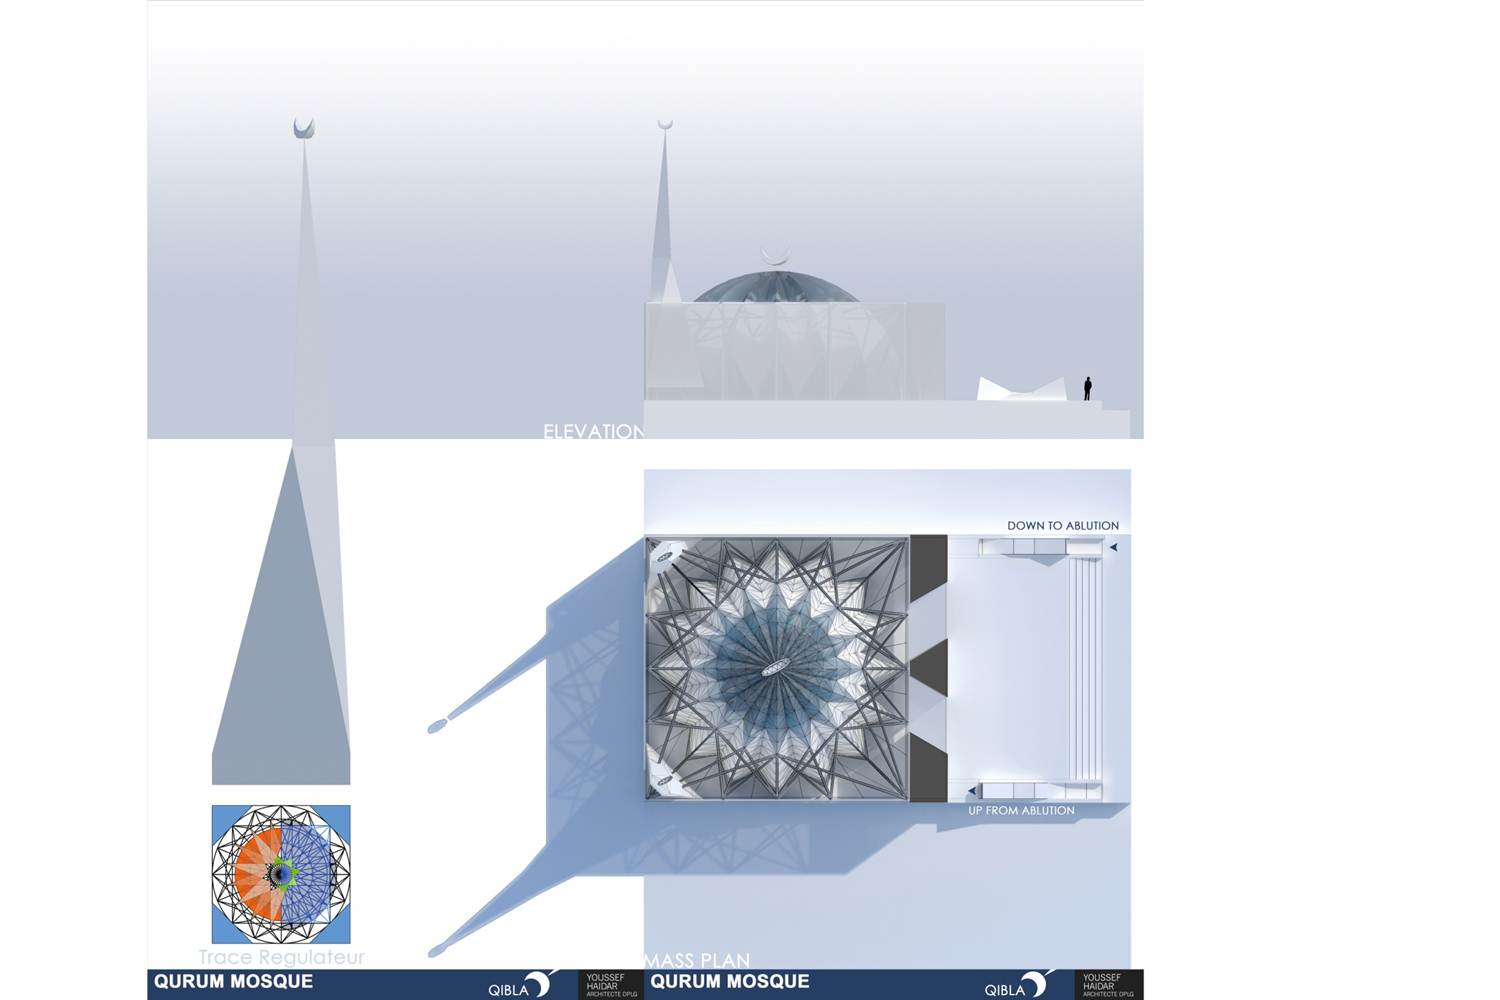 ELEVATION
DOWN TO ABLUTION
UP FROM ABLUTION
Trace Regulateur
MASS PLAN
QURUM MOSQUE
QIBLA
YOUSSEF
HAIDAR
ARCHITECTE DPLG
QURUM MOSQUE
QIBLA
YOUSSEF
HAIDAR
ARCHITECTE DPLG